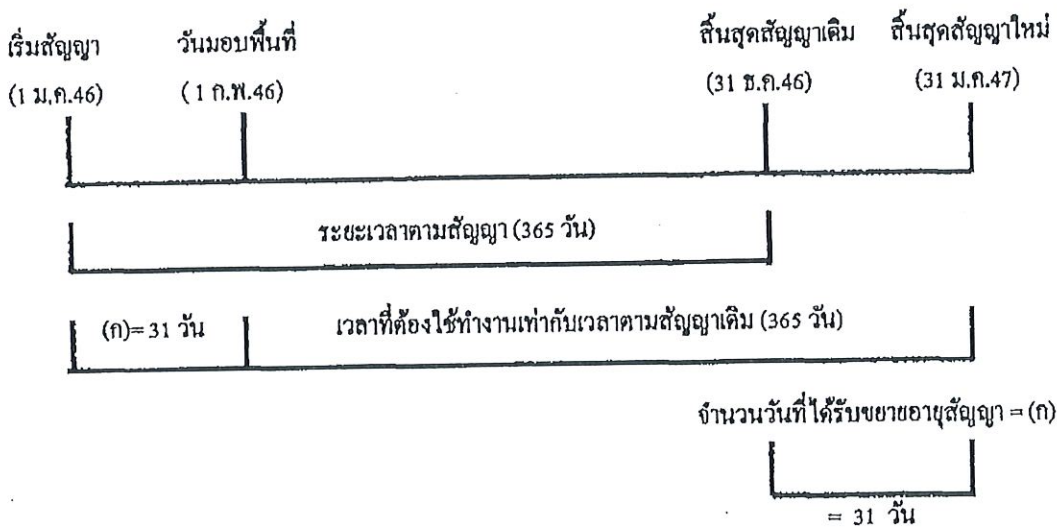 เริ่มสัญญา วันมอบพื้นที่ สิ้นสุดสัญญาเดิม สิ้นสุดสัญญาใหม่
(1 ม.ค.46) ( 1 ก.พ.46) (31 ธ.ค.46) (31 ม.ค.47)
ระยะเวลาตามสัญญา (365 วัน)
(ก)= 31 วัน เวลาที่ต้องใช้ทำงานเท่ากับเวลาตามสัญญาเดิม (365 วัน)
จำนวนวันที่ได้รับขยายอายุสัญญา = (ก)
= 31 วัน